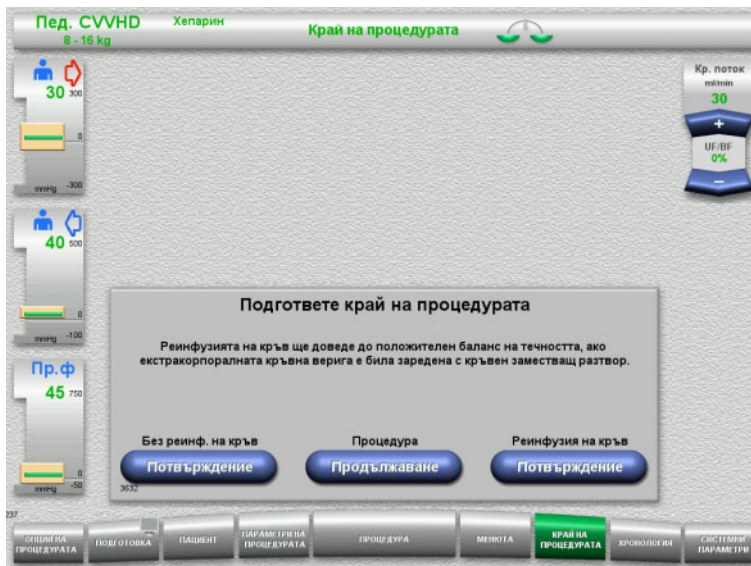 Пед. CVVHD
Хепарин
8 - 16 kg
Край на процедурата
30
300
0
-300
mmHg
40
500
0
-100
mmHg
Пр.ф
45
750
0
-50
mmHg
Кр. поток
ml/min
30
+
UF/BF
0%
–
Подгответе край на процедурата
Реинфузията на кръв ще доведе до положителен баланс на течността, ако
екстракорпоралната кръвна верига е била заредена с кръвен заместващ разтвор.
Без реинф. на кръв
Процедура
Реинфузия на кръв
Потвърждение
Продължаване
Потвърждение
3632
237
ОПЦИИ НА
ПРОЦЕДУРАТА
ПОДГОТОВКА
ПАЦИЕНТ
ПАРАМЕТРИ НА
ПРОЦЕДУРАТА
ПРОЦЕДУРА
МЕНЮТА
КРАЙ НА
ПРОЦЕДУРАТА
ХРОНОЛОГИЯ
СИСТЕМНИ
ПАРАМЕТРИ